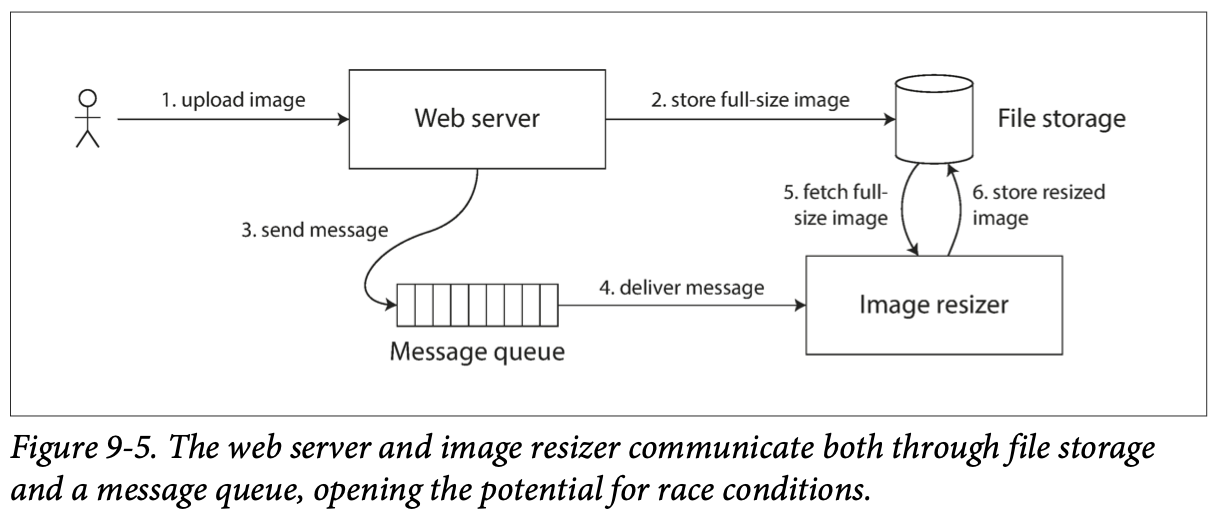 1. upload image
Web server
2. store full-size image
File storage
3. send message
5. fetch full-
size image
6. store resized
image
4. deliver message
Image resizer
Message queue
Figure 9-5. The web server and image resizer communicate both through file storage
and a message queue, opening the potential for race conditions.